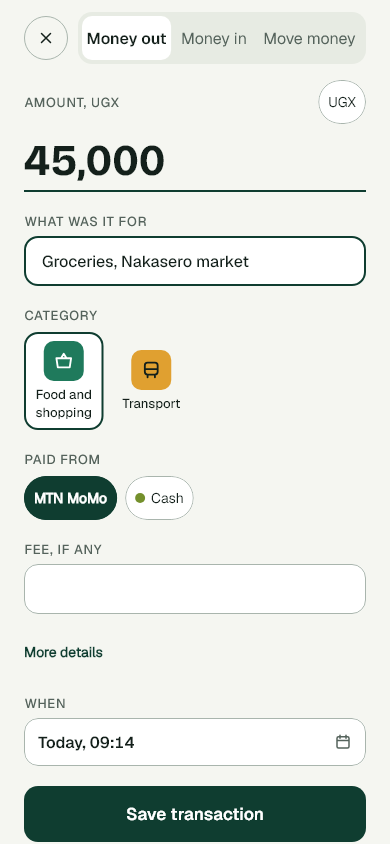 Money out
Money in
Move money
AMOUNT, UGX
UGX
45,000
WHAT WAS IT FOR
Groceries, Nakasero market
CATEGORY
Food and
shopping
Transport
PAID FROM
MTN MoMo
Cash
FEE, IF ANY
More details
WHEN
Today, 09:14
Save transaction